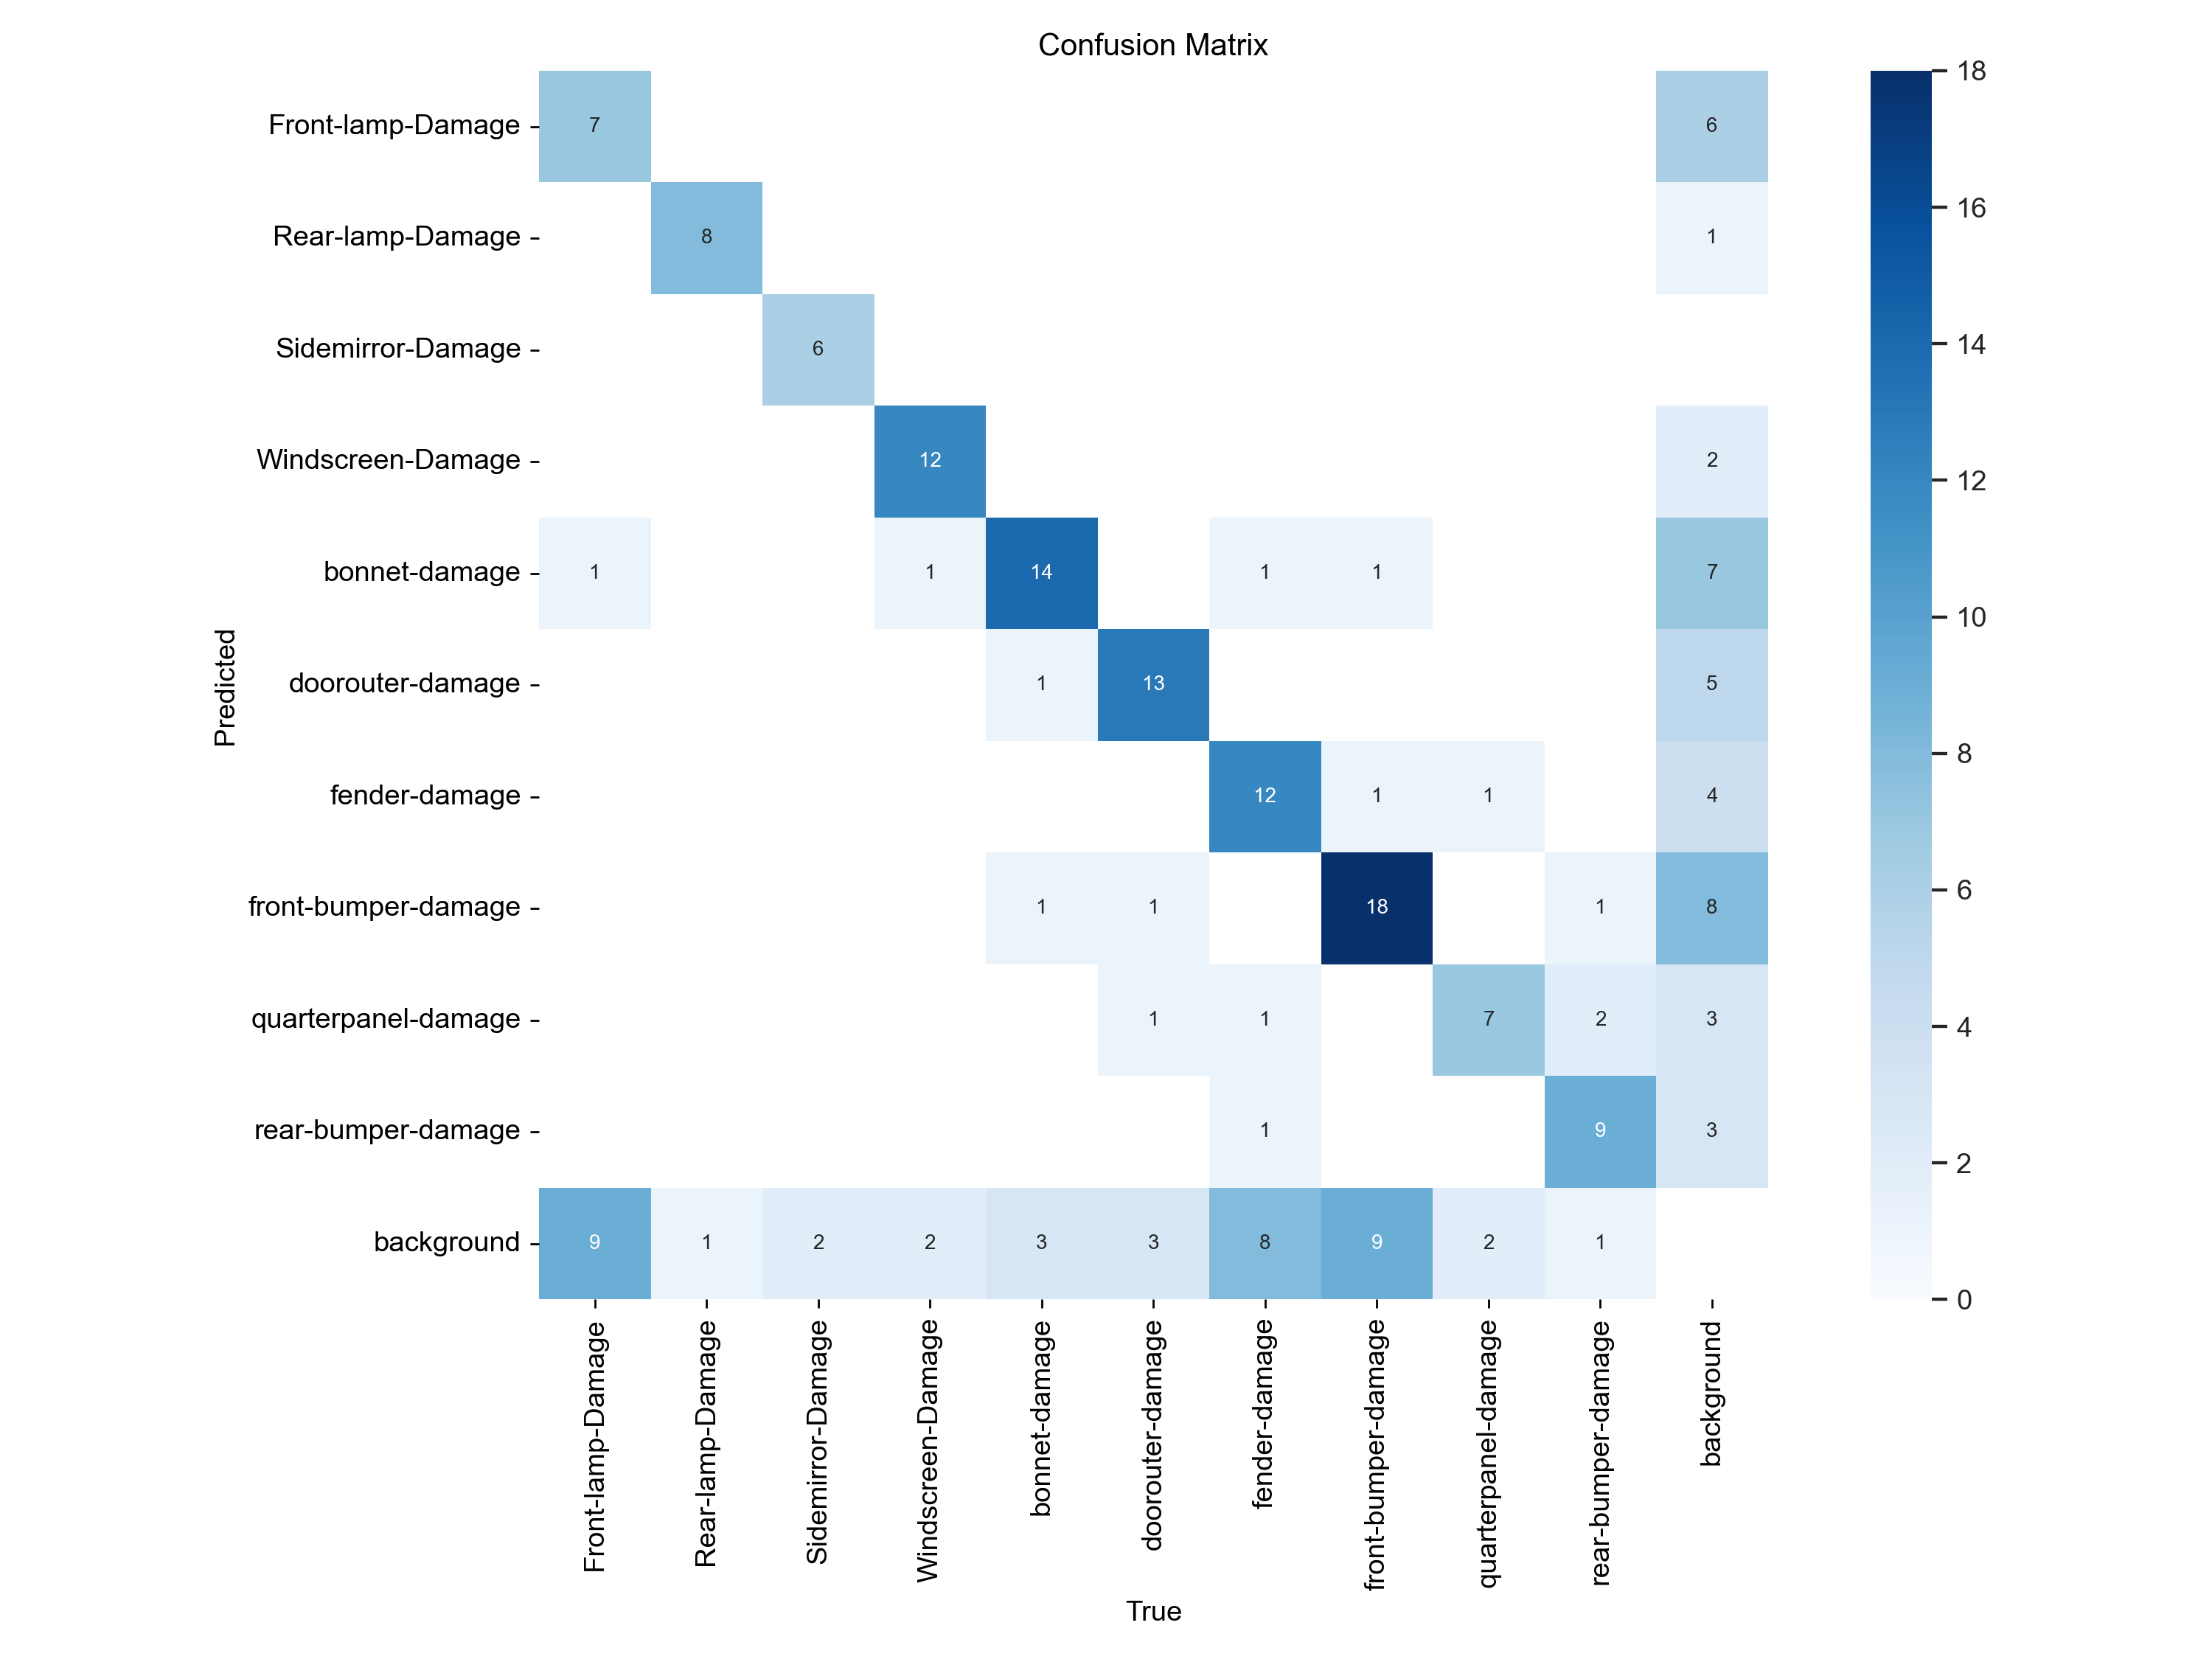 Confusion Matrix
Predicted
Front-lamp-Damage 7 6
Rear-lamp-Damage 8 1
Sidemirror-Damage 6
Windscreen-Damage 12 2
bonnet-damage 1 1 14 1 1 7
doorouter-damage 1 13 5
fender-damage 12 1 1 4
front-bumper-damage 1 1 18 1 8
quarterpanel-damage 1 1 7 2 3
rear-bumper-damage 1 9 3
background 9 1 2 2 3 3 8 9 2 1
Front-lamp-Damage
Rear-lamp-Damage
Sidemirror-Damage
Windscreen-Damage
bonnet-damage
doorouter-damage
fender-damage
front-bumper-damage
quarterpanel-damage
rear-bumper-damage
background
True
18
16
14
12
10
8
6
4
2
0